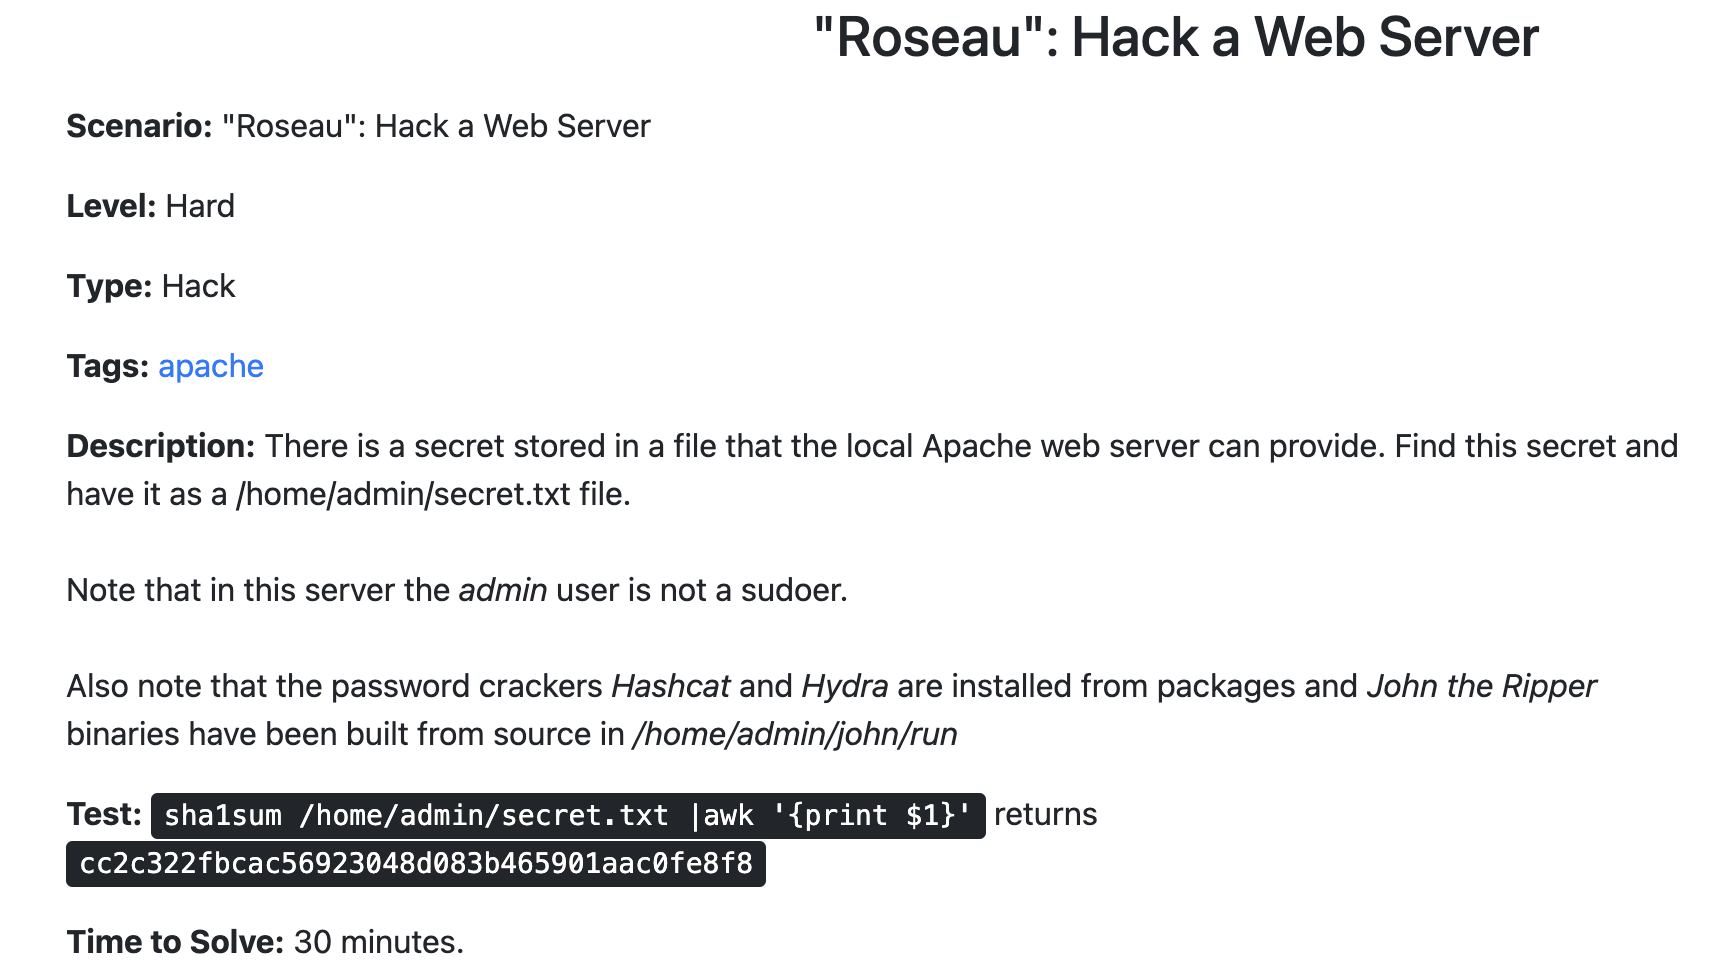 "Roseau": Hack a Web Server
Scenario: "Roseau": Hack a Web Server
Level: Hard
Type: Hack
Tags: apache
Description: There is a secret stored in a file that the local Apache web server can provide. Find this secret and
have it as a /home/admin/secret.txt file.
Note that in this server the admin user is not a sudoer.
Also note that the password crackers Hashcat and Hydra are installed from packages and John the Ripper
binaries have been built from source in /home/admin/john/run
Test: sha1sum /home/admin/secret.txt |awk '{print $1}' returns
cc2c322fbcac56923048d083b465901aac0fe8f8
Time to Solve: 30 minutes.